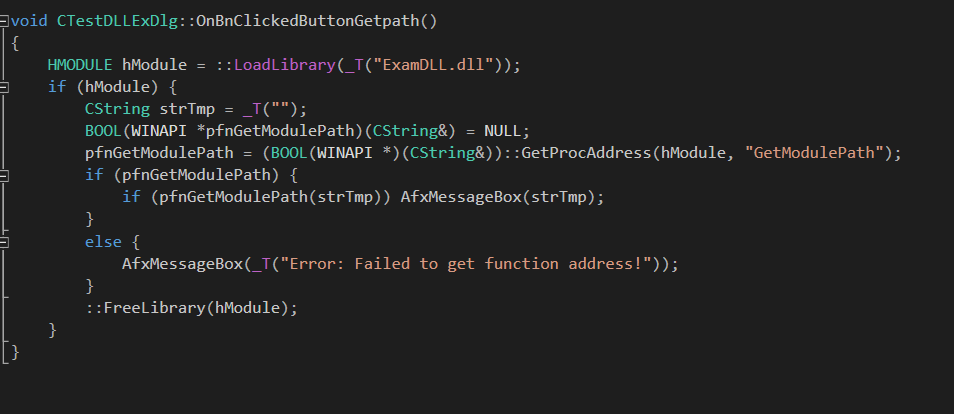 void CTestDLLExDlg::OnBnClickedButtonGetpath()
{
    HMODULE hModule = ::LoadLibrary(_T("ExamDLL.dll"));
    if (hModule) {
        CString strTmp = _T("");
        BOOL(WINAPI *pfnGetModulePath)(CString&) = NULL;
        pfnGetModulePath = (BOOL(WINAPI *)(CString&))::GetProcAddress(hModule, "GetModulePath");
        if (pfnGetModulePath) {
            if (pfnGetModulePath(strTmp)) AfxMessageBox(strTmp);
        }
        else {
            AfxMessageBox(_T("Error: Failed to get function address!"));
        }
        ::FreeLibrary(hModule);
    }
}